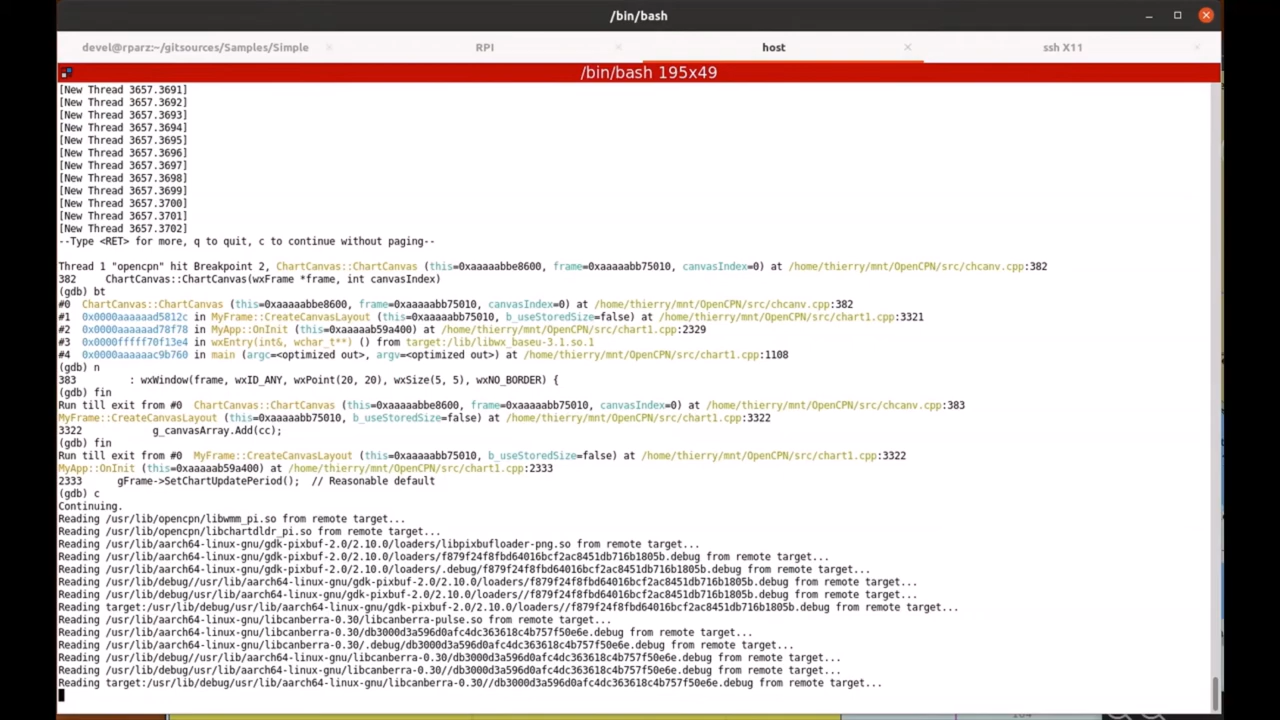 /bin/bash
devel@rparz:~/gitsources/Samples/Simple
RPI
host
ssh X11
/bin/bash 195x49
[New Thread 3657.3691]
[New Thread 3657.3692]
[New Thread 3657.3693]
[New Thread 3657.3694]
[New Thread 3657.3695]
[New Thread 3657.3696]
[New Thread 3657.3697]
[New Thread 3657.3698]
[New Thread 3657.3699]
[New Thread 3657.3700]
[New Thread 3657.3701]
[New Thread 3657.3702]
--Type <RET> for more, q to quit, c to continue without paging--
Thread 1 "opencpn" hit Breakpoint 2, ChartCanvas::ChartCanvas (this=0xaaaaabbe8600, frame=0xaaaaabb75010, canvasIndex=0) at /home/thierry/mnt/OpenCPN/src/chcanv.cpp:382
382 ChartCanvas::ChartCanvas(wxFrame *frame, int canvasIndex)
(gdb) bt
#0 ChartCanvas::ChartCanvas (this=0xaaaaabbe8600, frame=0xaaaaabb75010, canvasIndex=0) at /home/thierry/mnt/OpenCPN/src/chcanv.cpp:382
#1 0x0000aaaaaad5812c in MyFrame::CreateCanvasLayout (this=0xaaaaabb75010, b_useStoredSize=false) at /home/thierry/mnt/OpenCPN/src/chart1.cpp:3321
#2 0x0000aaaaaad78f78 in MyApp::OnInit (this=0xaaaaab59a400) at /home/thierry/mnt/OpenCPN/src/chart1.cpp:2329
#3 0x0000fffff70f13e4 in wxEntry(int&, wchar_t**) () from target:/lib/libwx_baseu-3.1.so.1
#4 0x0000aaaaaac9b760 in main (argc=<optimized out>, argv=<optimized out>) at /home/thierry/mnt/OpenCPN/src/chart1.cpp:1108
(gdb) n
383 : wxWindow(frame, wxID_ANY, wxPoint(20, 20), wxSize(5, 5), wxNO_BORDER) {
(gdb) fin
Run till exit from #0 ChartCanvas::ChartCanvas (this=0xaaaaabbe8600, frame=0xaaaaabb75010, canvasIndex=0) at /home/thierry/mnt/OpenCPN/src/chcanv.cpp:383
MyFrame::CreateCanvasLayout (this=0xaaaaabb75010, b_useStoredSize=false) at /home/thierry/mnt/OpenCPN/src/chart1.cpp:3322
3322 g_canvasArray.Add(cc);
(gdb) fin
Run till exit from #0 MyFrame::CreateCanvasLayout (this=0xaaaaabb75010, b_useStoredSize=false) at /home/thierry/mnt/OpenCPN/src/chart1.cpp:3322
MyApp::OnInit (this=0xaaaaab59a400) at /home/thierry/mnt/OpenCPN/src/chart1.cpp:2333
2333 gFrame->SetChartUpdatePeriod(); // Reasonable default
(gdb) c
Continuing.
Reading /usr/lib/opencpn/libwmm_pi.so from remote target...
Reading /usr/lib/opencpn/libchartdldr_pi.so from remote target...
Reading /usr/lib/aarch64-linux-gnu/gdk-pixbuf-2.0/2.10.0/loaders/libpixbufloader-png.so from remote target...
Reading /usr/lib/aarch64-linux-gnu/gdk-pixbuf-2.0/2.10.0/loaders/f879f24f8fbd64016bcf2ac8451db716b1805b.debug from remote target...
Reading /usr/lib/aarch64-linux-gnu/gdk-pixbuf-2.0/2.10.0/loaders/.debug/f879f24f8fbd64016bcf2ac8451db716b1805b.debug from remote target...
Reading /usr/lib/debug//usr/lib/aarch64-linux-gnu/gdk-pixbuf-2.0/2.10.0/loaders/f879f24f8fbd64016bcf2ac8451db716b1805b.debug from remote target...
Reading /usr/lib/debug/usr/lib/aarch64-linux-gnu/gdk-pixbuf-2.0/2.10.0/loaders//f879f24f8fbd64016bcf2ac8451db716b1805b.debug from remote target...
Reading target:/usr/lib/debug/usr/lib/aarch64-linux-gnu/gdk-pixbuf-2.0/2.10.0/loaders//f879f24f8fbd64016bcf2ac8451db716b1805b.debug from remote target...
Reading /usr/lib/aarch64-linux-gnu/libcanberra-0.30/libcanberra-pulse.so from remote target...
Reading /usr/lib/aarch64-linux-gnu/libcanberra-0.30/db3000d3a596d0afc4dc363618c4b757f50e6e.debug from remote target...
Reading /usr/lib/aarch64-linux-gnu/libcanberra-0.30/.debug/db3000d3a596d0afc4dc363618c4b757f50e6e.debug from remote target...
Reading /usr/lib/debug//usr/lib/aarch64-linux-gnu/libcanberra-0.30/db3000d3a596d0afc4dc363618c4b757f50e6e.debug from remote target...
Reading /usr/lib/debug/usr/lib/aarch64-linux-gnu/libcanberra-0.30//db3000d3a596d0afc4dc363618c4b757f50e6e.debug from remote target...
Reading target:/usr/lib/debug/usr/lib/aarch64-linux-gnu/libcanberra-0.30//db3000d3a596d0afc4dc363618c4b757f50e6e.debug from remote target...